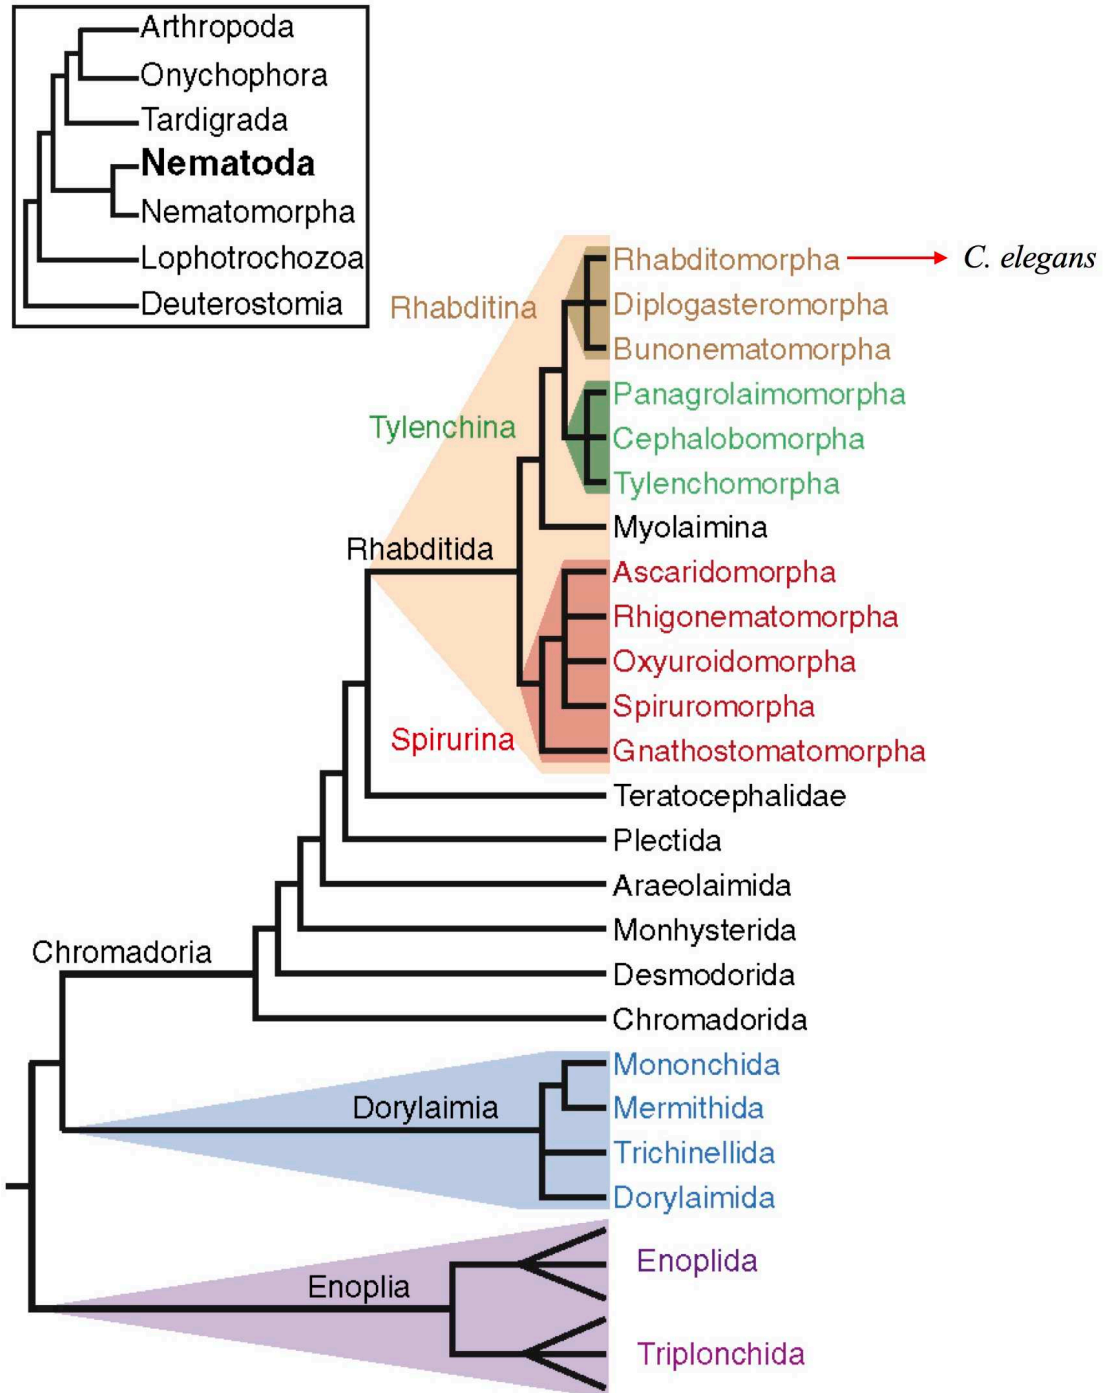 Arthropoda
Onychophora
Tardigrada
Nematoda
Nematomorpha
Lophotrochozoa
Deuterostomia
Rhabditomorpha
C. elegans
Rhabditina
Diplogasteromorpha
Bunonematomorpha
Panagrolaimomorpha
Tylenchina
Cephalobomorpha
Tylenchomorpha
Myolaimina
Rhabditida
Ascaridomorpha
Rhigonematomorpha
Oxyuroidomorpha
Spiruromorpha
Spirurina
Gnathostomatomorpha
Teratocephalidae
Plectida
Araeolaimida
Monhysterida
Chromadoria
Desmodorida
Chromadorida
Mononchida
Dorylaimia
Mermithida
Trichinellida
Dorylaimida
Enoplida
Enoplia
Triplonchida